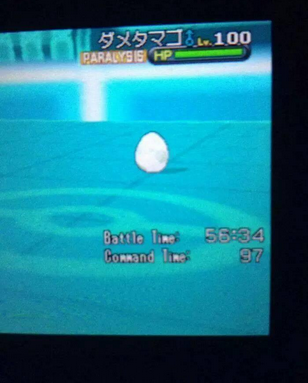 ダメタマゴ♂ Lv.100
PARALYSIS HP
Battle Time: 56:34
Command Time: 97